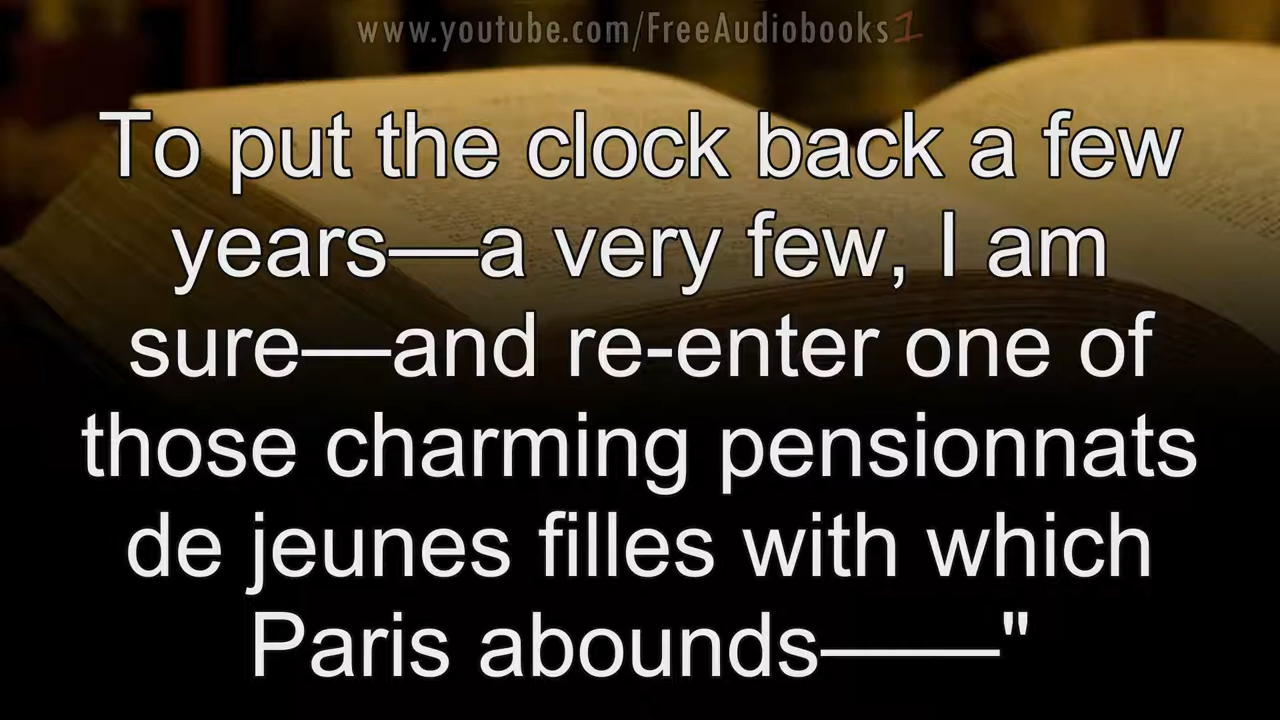 www.youtube.com/FreeAudiobooks1
To put the clock back a few
years—a very few, I am
sure—and re-enter one of
those charming pensionnats
de jeunes filles with which
Paris abounds——"